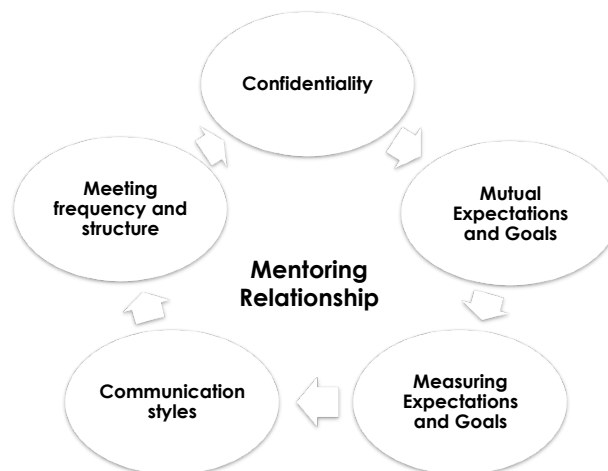 Confidentiality
Mutual
Expectations
and Goals
Measuring
Expectations
and Goals
Communication
styles
Meeting
frequency and
structure
Mentoring
Relationship